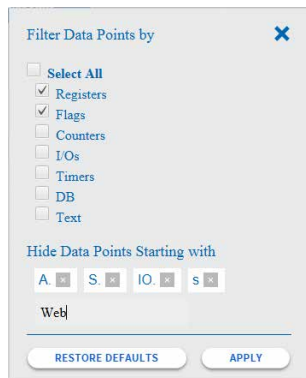 Filter Data Points by
Select All
Registers
Flags
Counters
I/Os
Timers
DB
Text
Hide Data Points Starting with
A. S. IO. s
Web
RESTORE DEFAULTS APPLY